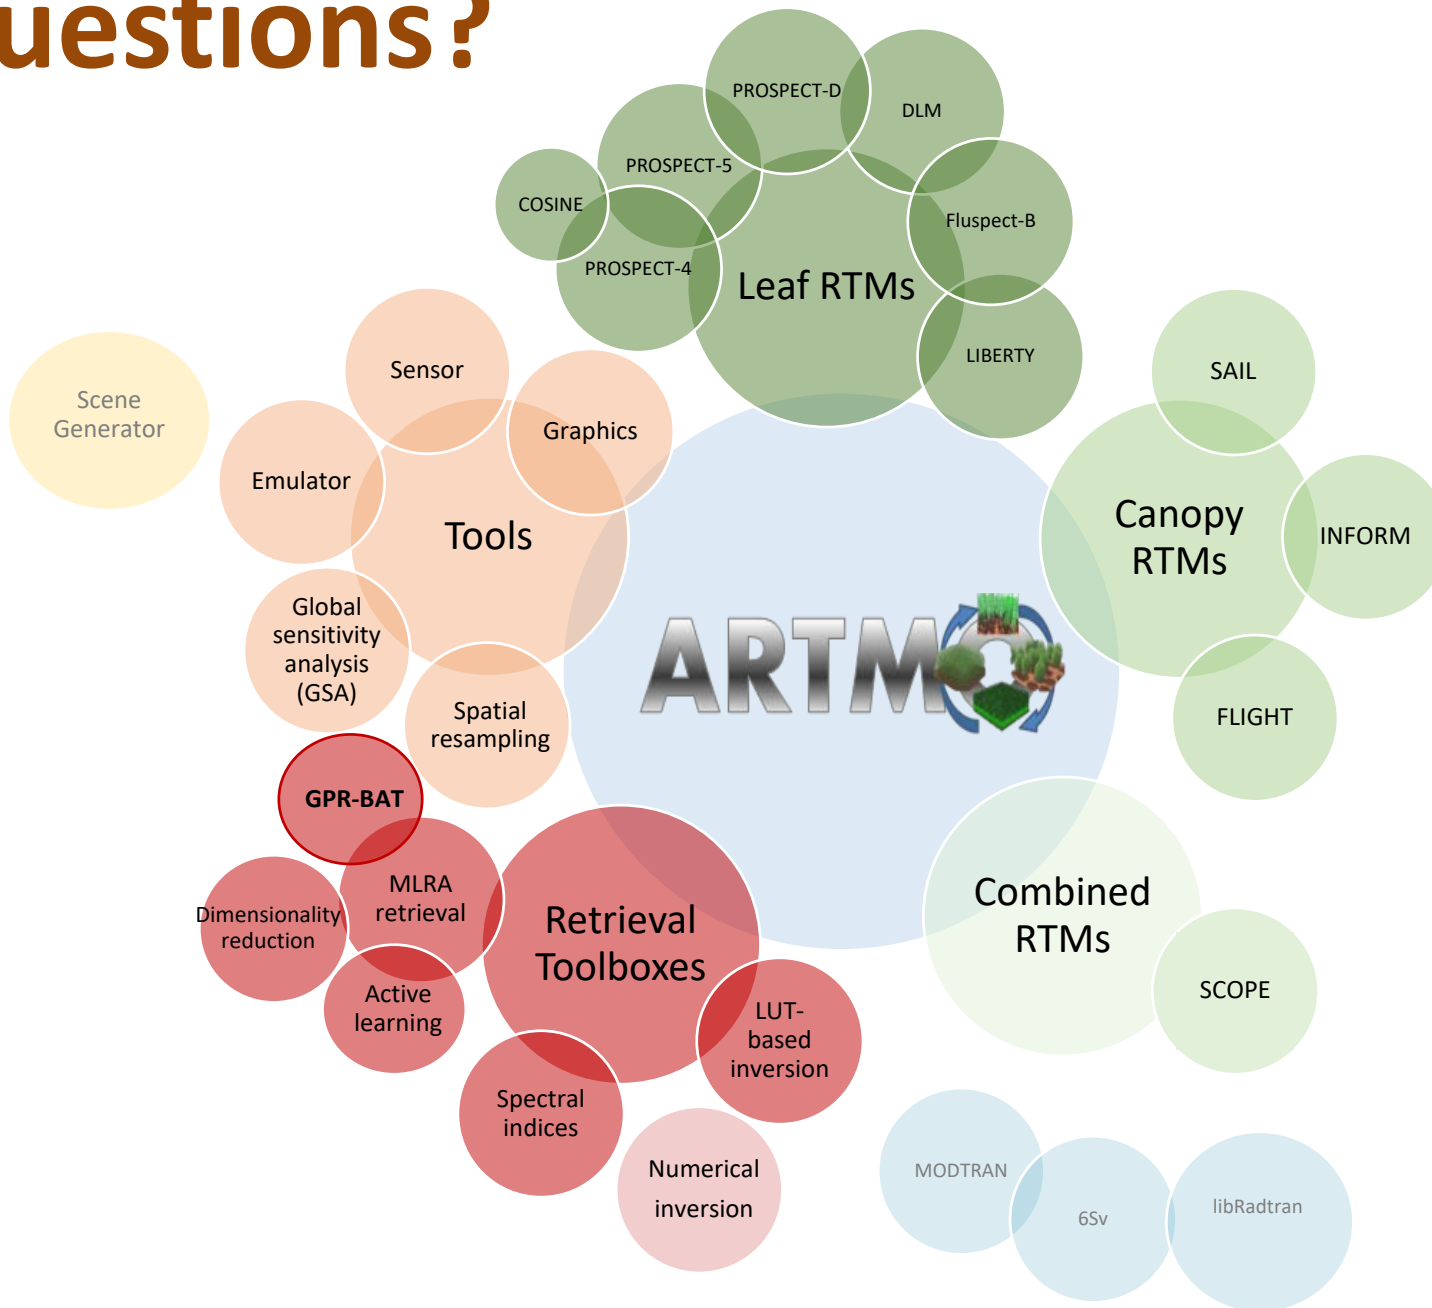 uestions?
PROSPECT-D
DLM
PROSPECT-5
COSINE
Fluspect-B
PROSPECT-4
Leaf RTMs
LIBERTY
Sensor
SAIL
Scene
Generator
Graphics
Emulator
Tools
Canopy
RTMs
INFORM
Global
sensitivity
analysis
(GSA)
ARTM
Spatial
resampling
FLIGHT
GPR-BAT
MLRA
retrieval
Dimensionality
reduction
Retrieval
Toolboxes
Combined
RTMs
Active
learning
SCOPE
LUT-
based
inversion
Spectral
indices
Numerical
inversion
MODTRAN
6Sv
libRadtran